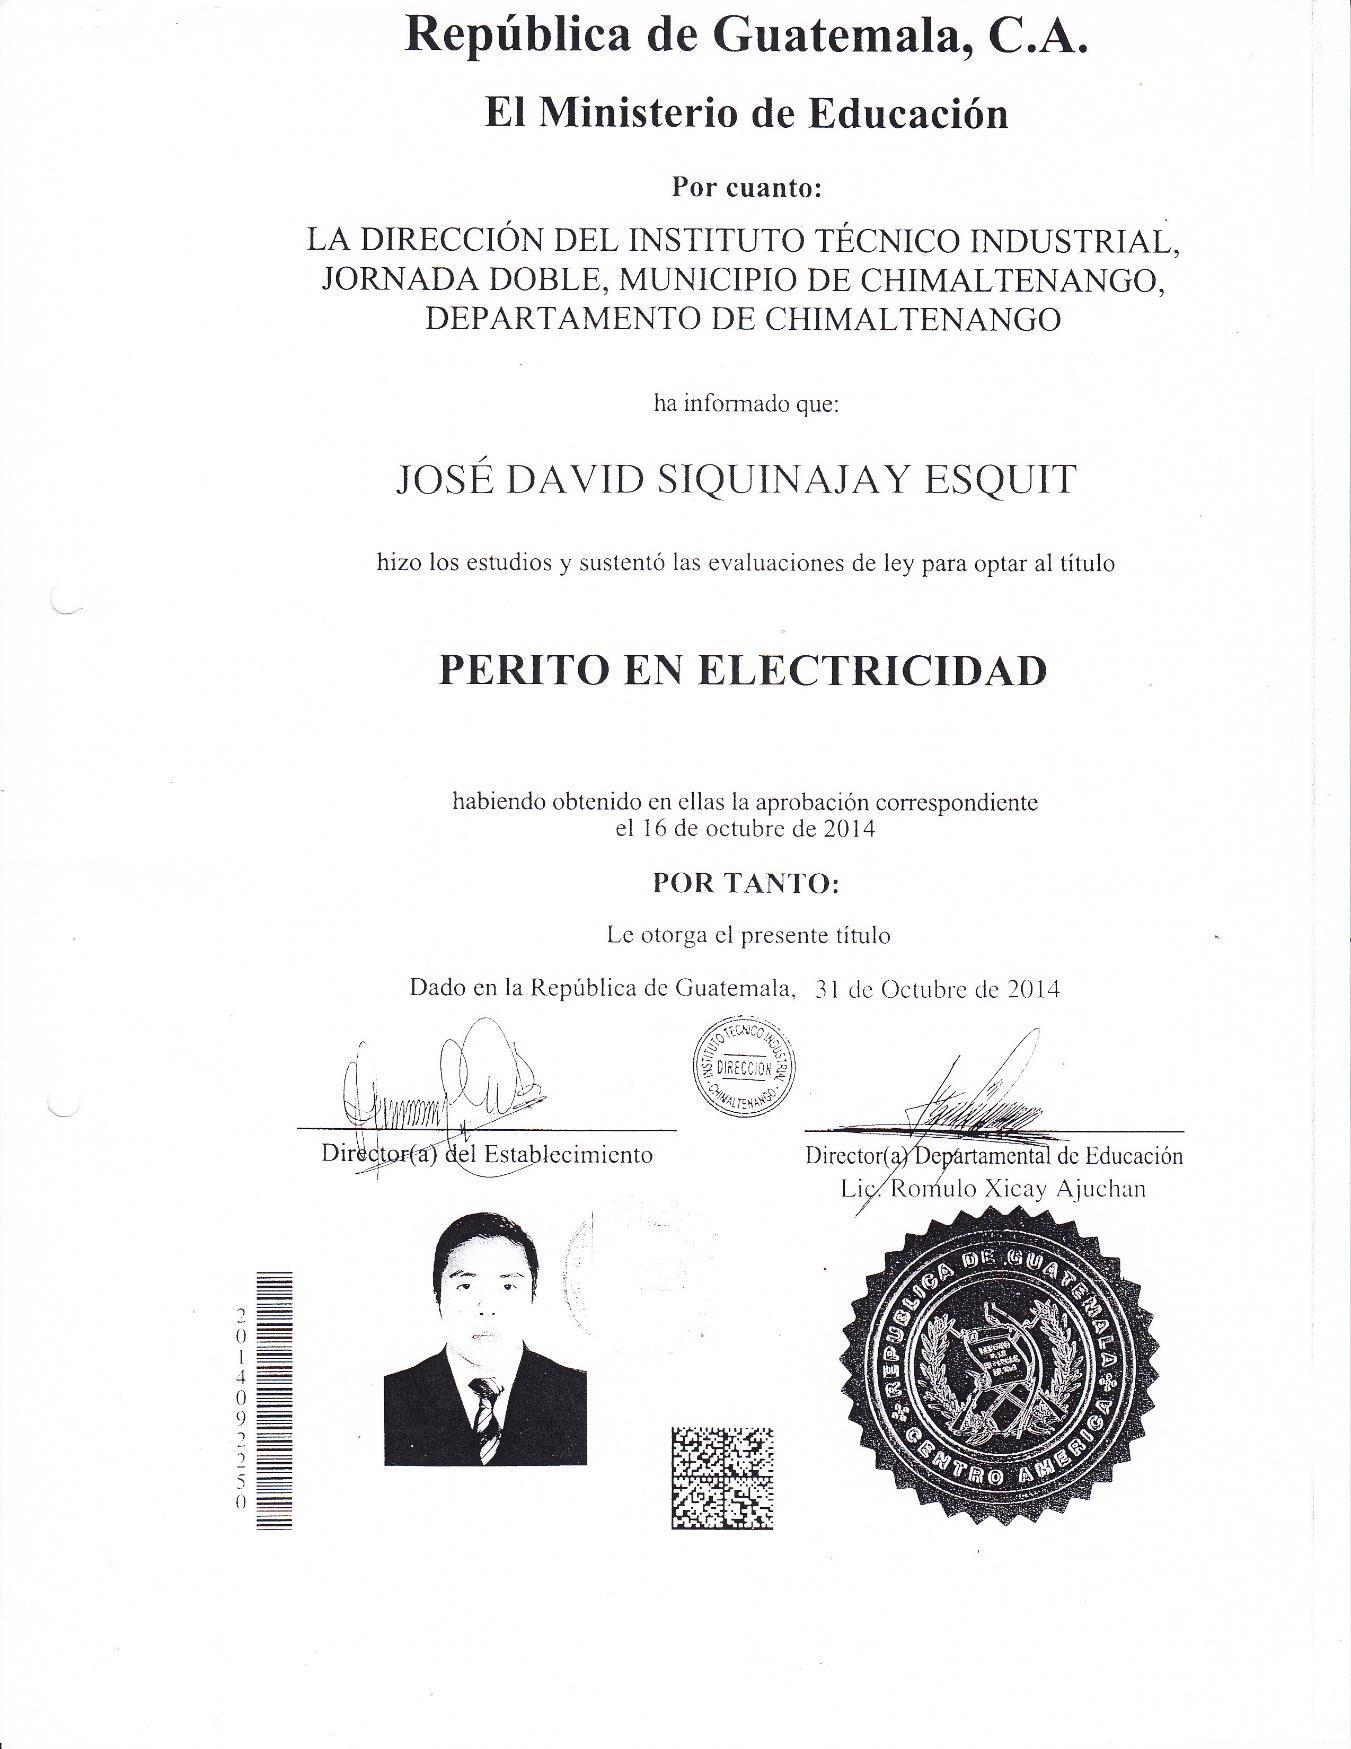 República de Guatemala, C.A.
El Ministerio de Educación
Por cuanto:
LA DIRECCIÓN DEL INSTITUTO TÉCNICO INDUSTRIAL,
JORNADA DOBLE, MUNICIPIO DE CHIMALTENANGO,
DEPARTAMENTO DE CHIMALTENANGO
ha informado que:
JOSÉ DAVID SIQUINAJAY ESQUIT
hizo los estudios y sustentó las evaluaciones de ley para optar al título
PERITO EN ELECTRICIDAD
habiendo obtenido en ellas la aprobación correspondiente
el 16 de octubre de 2014
POR TANTO:
Le otorga el presente título
Dado en la República de Guatemala, 31 de Octubre de 2014
INSTITUTO TECNICO INDUSTRIAL
DIRECCION
CHIMALTENANGO
Director(a) del Establecimiento
Director(a) Departamental de Educación
Lic. Romulo Xicay Ajuchan
2014092250
REPUBLICA DE GUATEMALA
CENTRO AMERICA